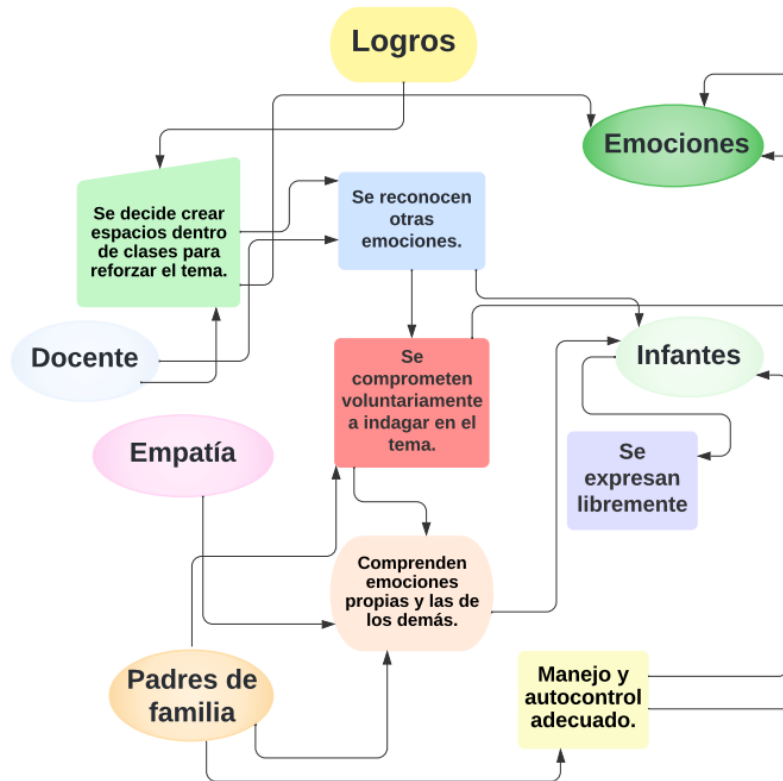 Logros
Emociones
Se decide crear
espacios dentro
de clases para
reforzar el tema.
Se reconocen
otras
emociones.
Docente
Se
comprometen
voluntariamente
a indagar en el
tema.
Infantes
Empatía
Se
expresan
libremente
Comprenden
emociones
propias y las de
los demás.
Padres de
familia
Manejo y
autocontrol
adecuado.